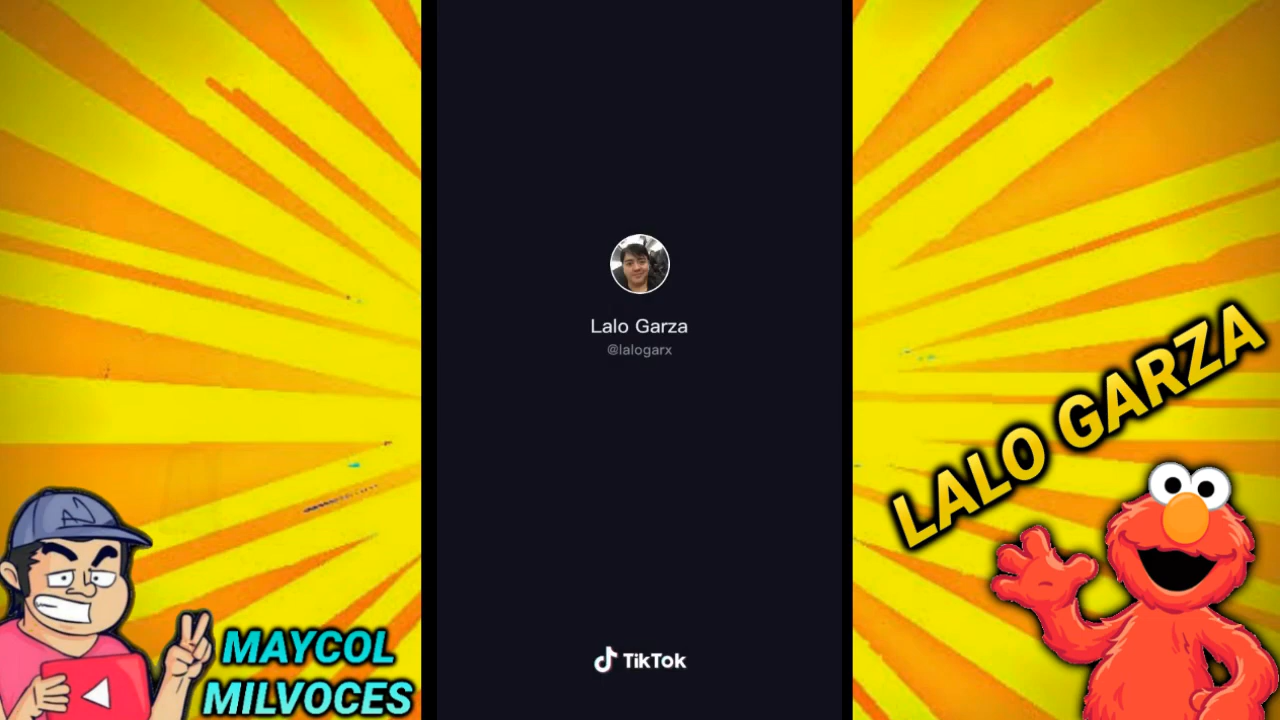 Lalo Garza
@lalogarx
LALO GARZA
MAYCOL
MILVOCES
TikTok